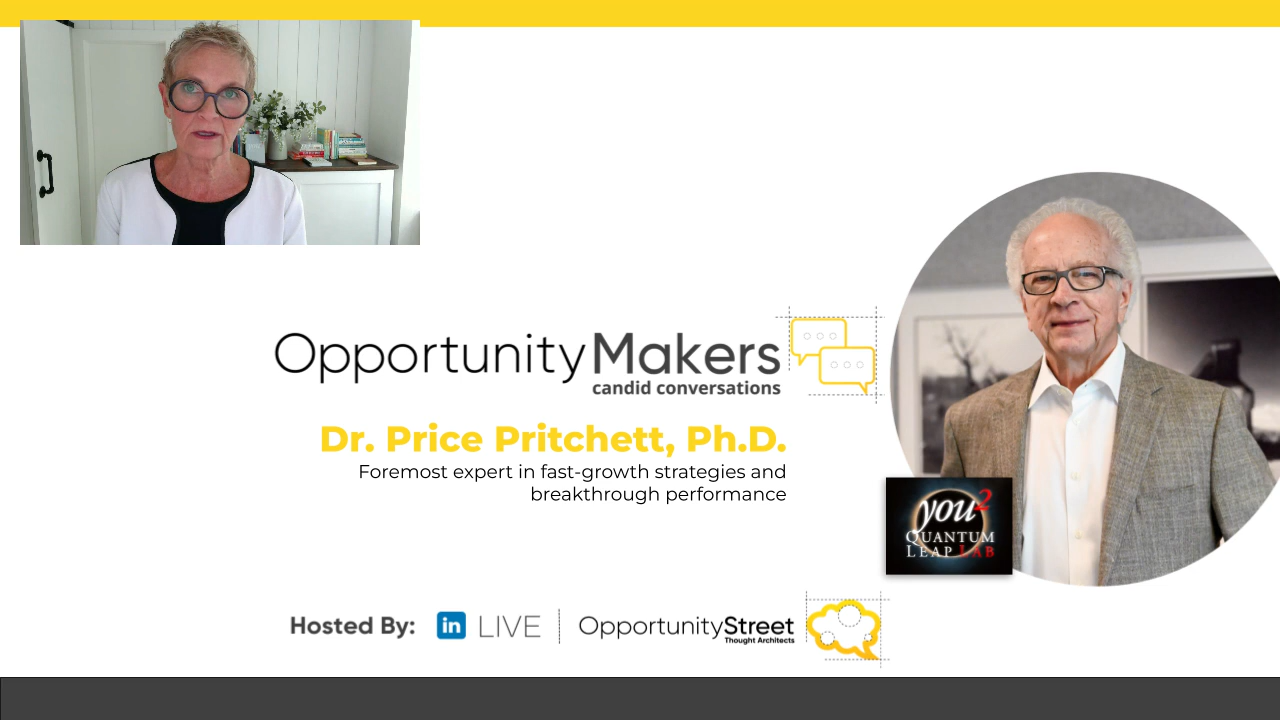 OpportunityMakers
candid conversations
Dr. Price Pritchett, Ph.D.
Foremost expert in fast-growth strategies and
breakthrough performance
you2
QUANTUM
LEAP LAB
Hosted By: in LIVE OpportunityStreet
Thought Architects